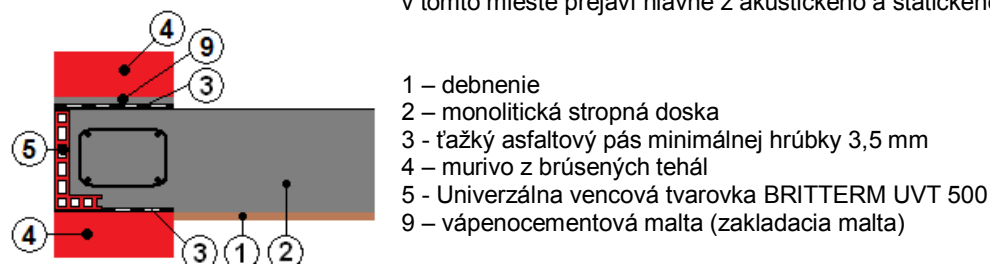 v tomto mieste prejaví hlavne z akustického a statickéh
4
9
3
1 – debnenie
2 – monolitická stropná doska
3 - ťažký asfaltový pás minimálnej hrúbky 3,5 mm
5
4 – murivo z brúsených tehál
5 - Univerzálna vencová tvarovka BRITTERM UVT 500
9 – vápenocementová malta (zakladacia malta)
4
3 1 2